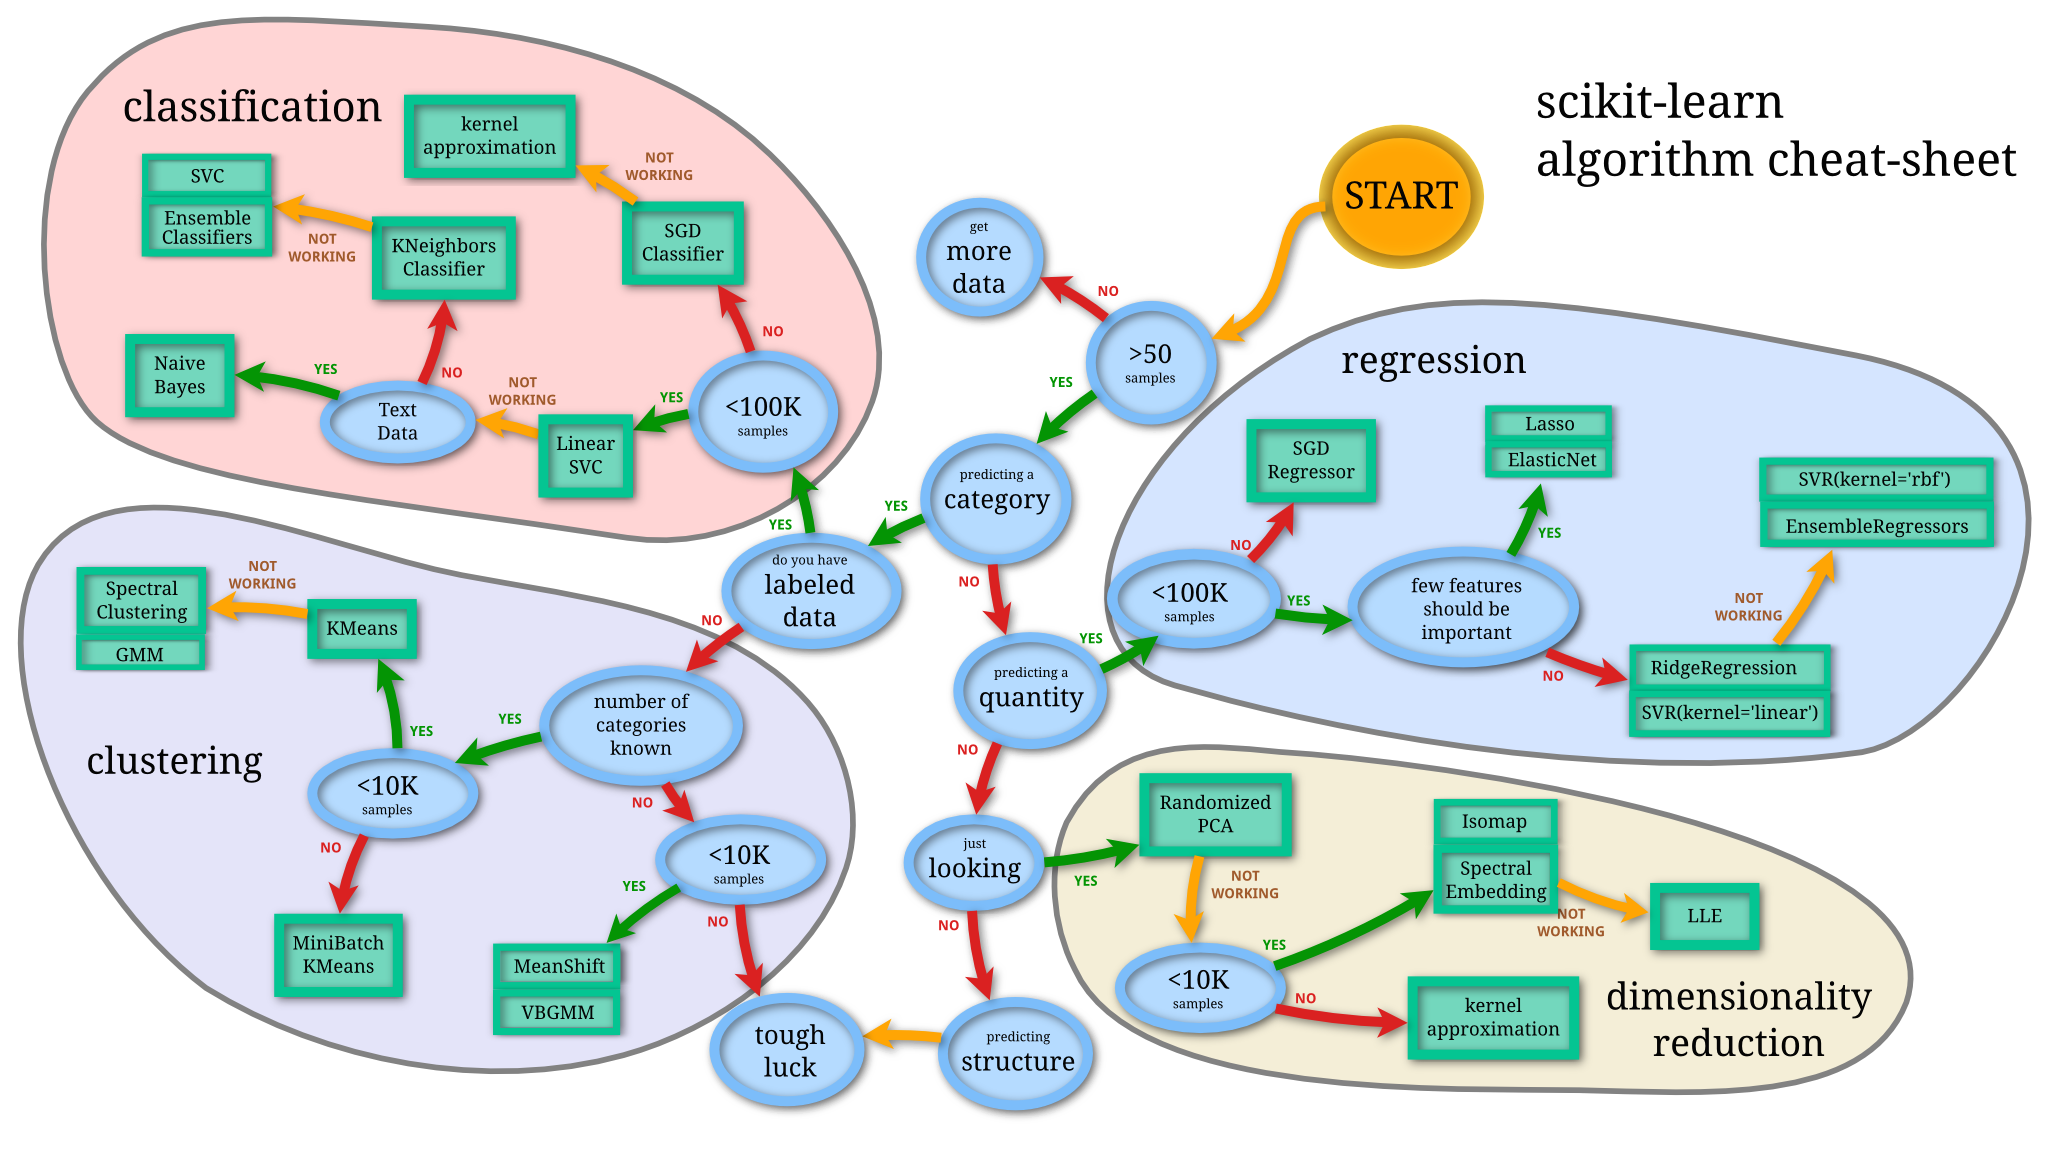 scikit-learn
algorithm cheat-sheet
START
>50
samples
NO
get
more
data
YES
predicting a
category
YES
do you have
labeled
data
YES
classification
<100K
samples
NO
SGD
Classifier
NOT
WORKING
kernel
approximation
YES
Linear
SVC
NOT
WORKING
Text
Data
NO
KNeighbors
Classifier
NOT
WORKING
SVC
Ensemble
Classifiers
YES
Naive
Bayes
NO
clustering
number of
categories
known
YES
<10K
samples
YES
KMeans
NOT
WORKING
Spectral
Clustering
GMM
NO
MiniBatch
KMeans
NO
<10K
samples
YES
MeanShift
VBGMM
NO
tough
luck
NO
predicting a
quantity
YES
regression
<100K
samples
NO
SGD
Regressor
YES
few features
should be
important
YES
Lasso
ElasticNet
NO
RidgeRegression
SVR(kernel='linear')
NOT
WORKING
SVR(kernel='rbf')
EnsembleRegressors
NO
just
looking
YES
dimensionality
reduction
Randomized
PCA
NOT
WORKING
<10K
samples
YES
Isomap
Spectral
Embedding
NOT
WORKING
LLE
NO
kernel
approximation
NO
predicting
structure